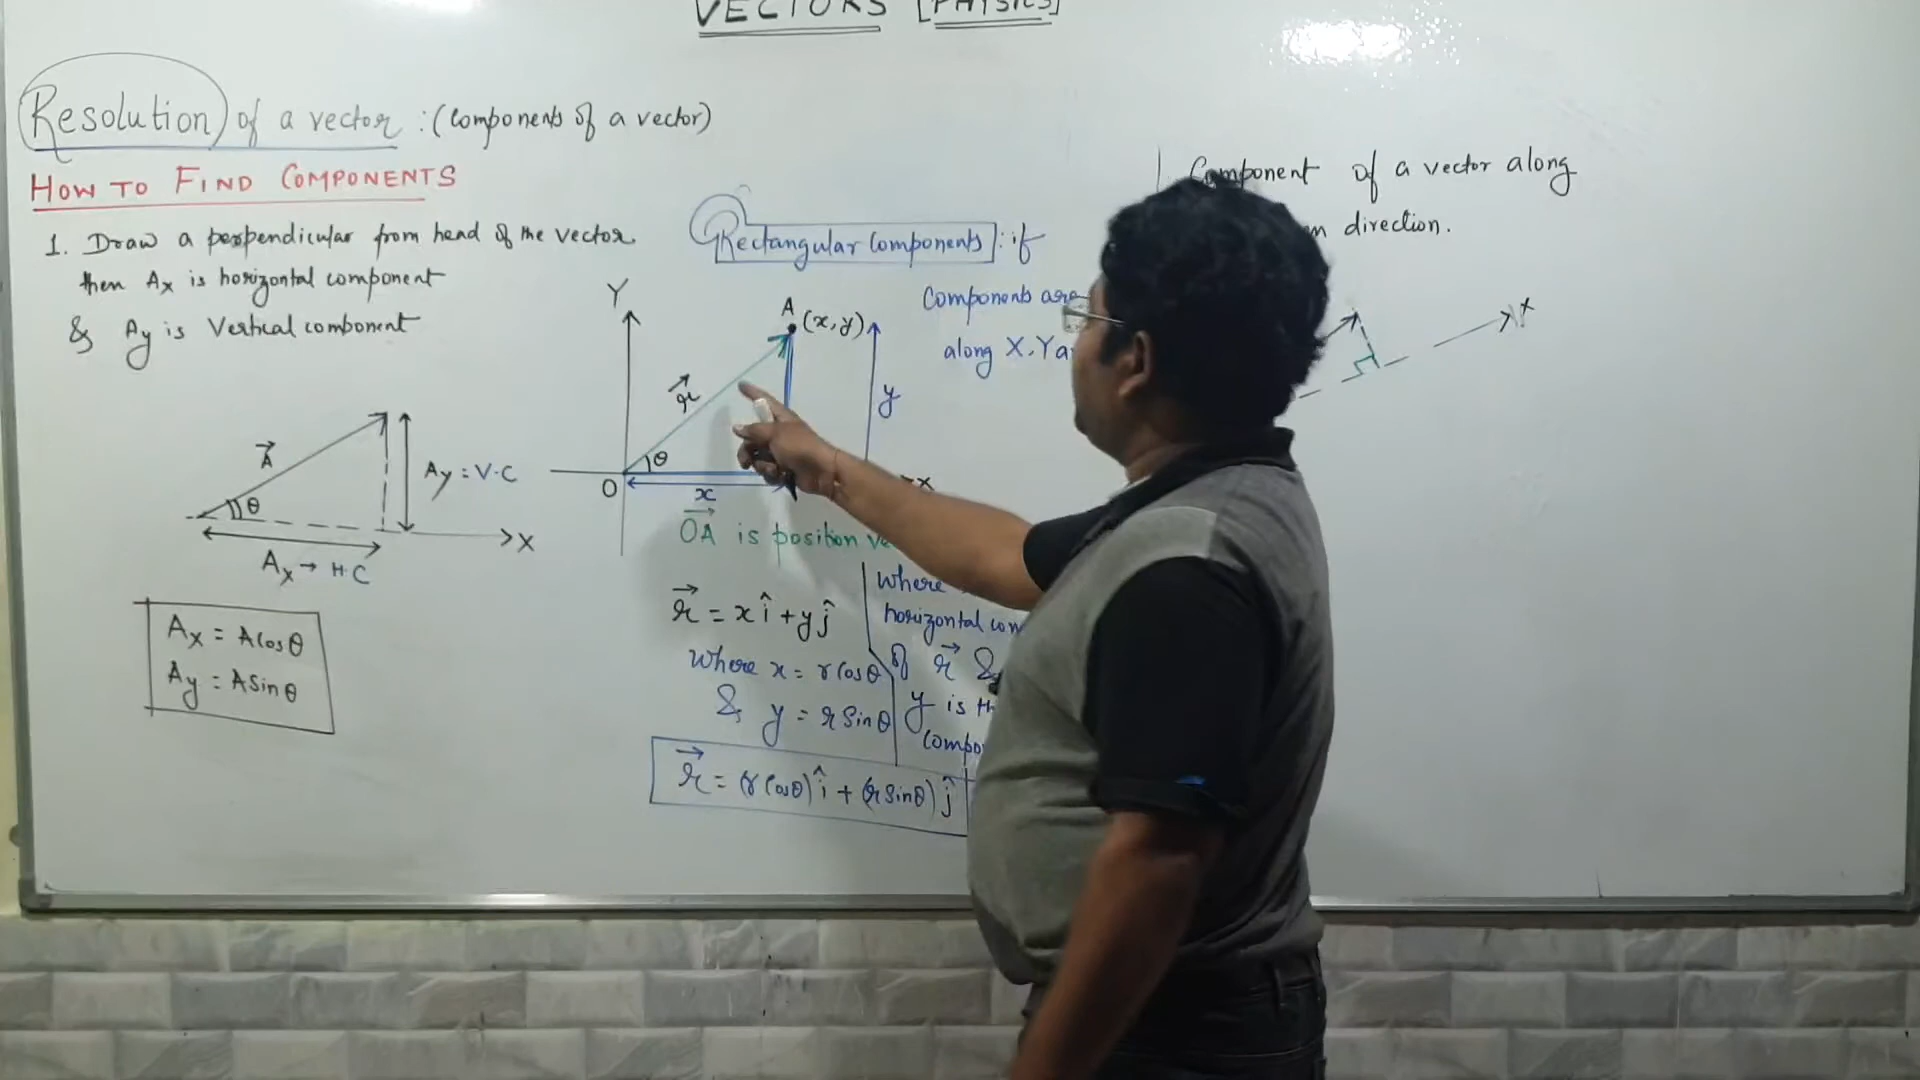 VECTORS [PHYSICS]
Resolution of a vector : (Components of a vector)
HOW TO FIND COMPONENTS
1. Draw a perpendicular from head of the vector
then Ax is horizontal component
& Ay is Vertical component
A⃗
θ
Ay = V.C
X
Ax → H.C
Ax = A cos θ
Ay = A Sin θ
Rectangular Components : if
Components are
along X, Y
Y
A (x, y)
r⃗
y
θ
O
x
X
OA⃗ is position
r⃗ = x î + y ĵ
Where x = r Cos θ
& y = r Sin θ
r⃗ = (r Cos θ) î + (r Sin θ) ĵ
Where
horizontal
of r⃗ &
y is
Component of a vector along
direction.
x